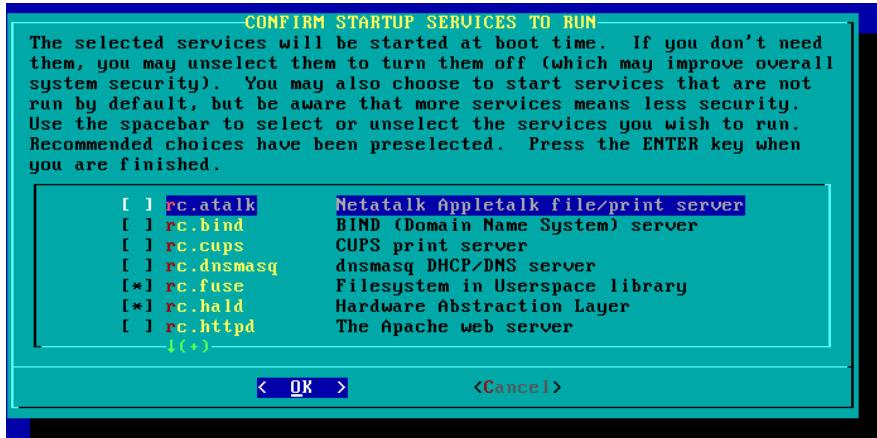 CONFIRM STARTUP SERVICES TO RUN
The selected services will be started at boot time.  If you don't need
them, you may unselect them to turn them off (which may improve overall
system security).  You may also choose to start services that are not
run by default, but be aware that more services means less security.
Use the spacebar to select or unselect the services you wish to run.
Recommended choices have been preselected.  Press the ENTER key when
you are finished.
[ ] rc.atalk Netatalk Appletalk file/print server
[ ] rc.bind BIND (Domain Name System) server
[ ] rc.cups CUPS print server
[ ] rc.dnsmasq dnsmasq DHCP/DNS server
[*] rc.fuse Filesystem in Userspace library
[*] rc.hald Hardware Abstraction Layer
[ ] rc.httpd The Apache web server
↓(+)
< OK > <Cancel>